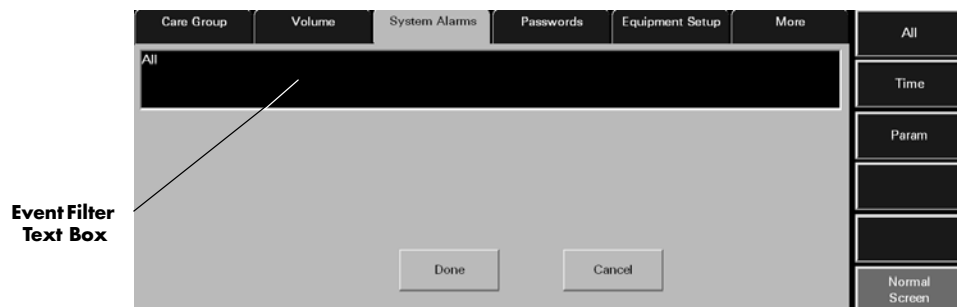 Care Group
Volume
System Alarms
Passwords
Equipment Setup
More
All
All
Time
Param
Event Filter
Text Box
Done
Cancel
Normal
Screen